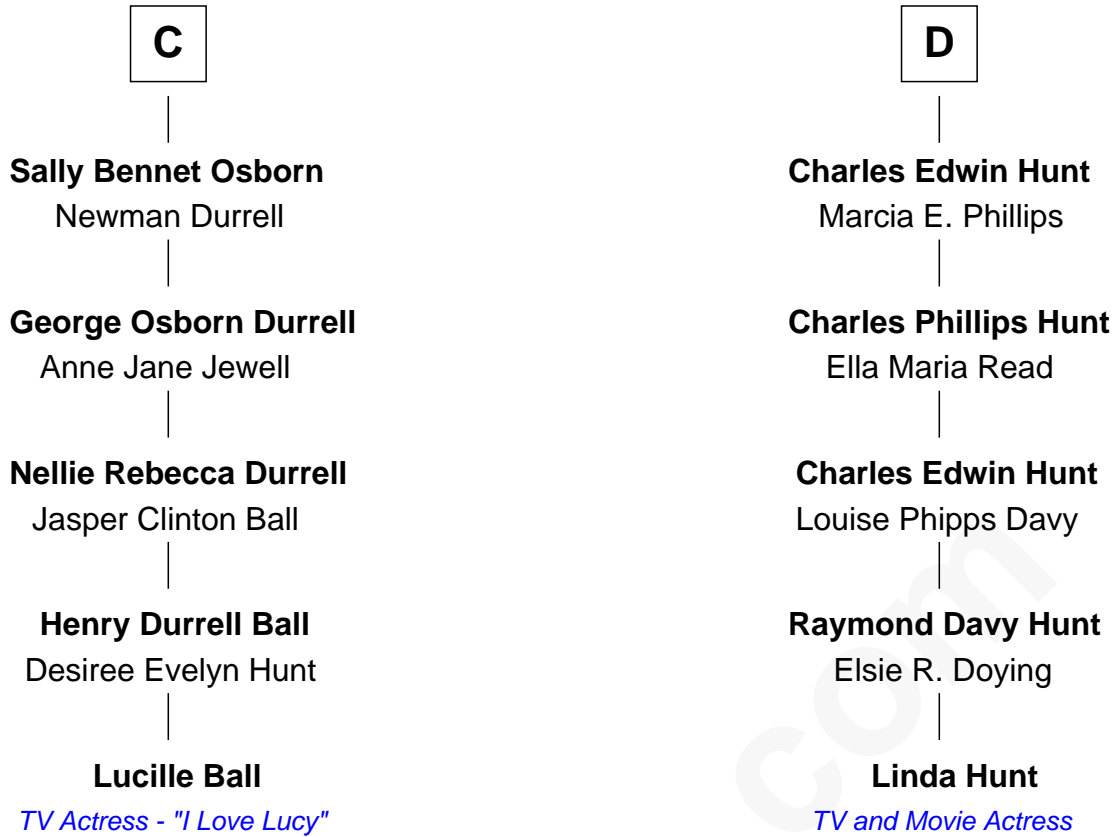 C
Sally Bennet Osborn
Newman Durrell
George Osborn Durrell
Anne Jane Jewell
Nellie Rebecca Durrell
Jasper Clinton Ball
Henry Durrell Ball
Desiree Evelyn Hunt
Lucille Ball
TV Actress - "I Love Lucy"
D
Charles Edwin Hunt
Marcia E. Phillips
Charles Phillips Hunt
Ella Maria Read
Charles Edwin Hunt
Louise Phipps Davy
Raymond Davy Hunt
Elsie R. Doying
Linda Hunt
TV and Movie Actress
com